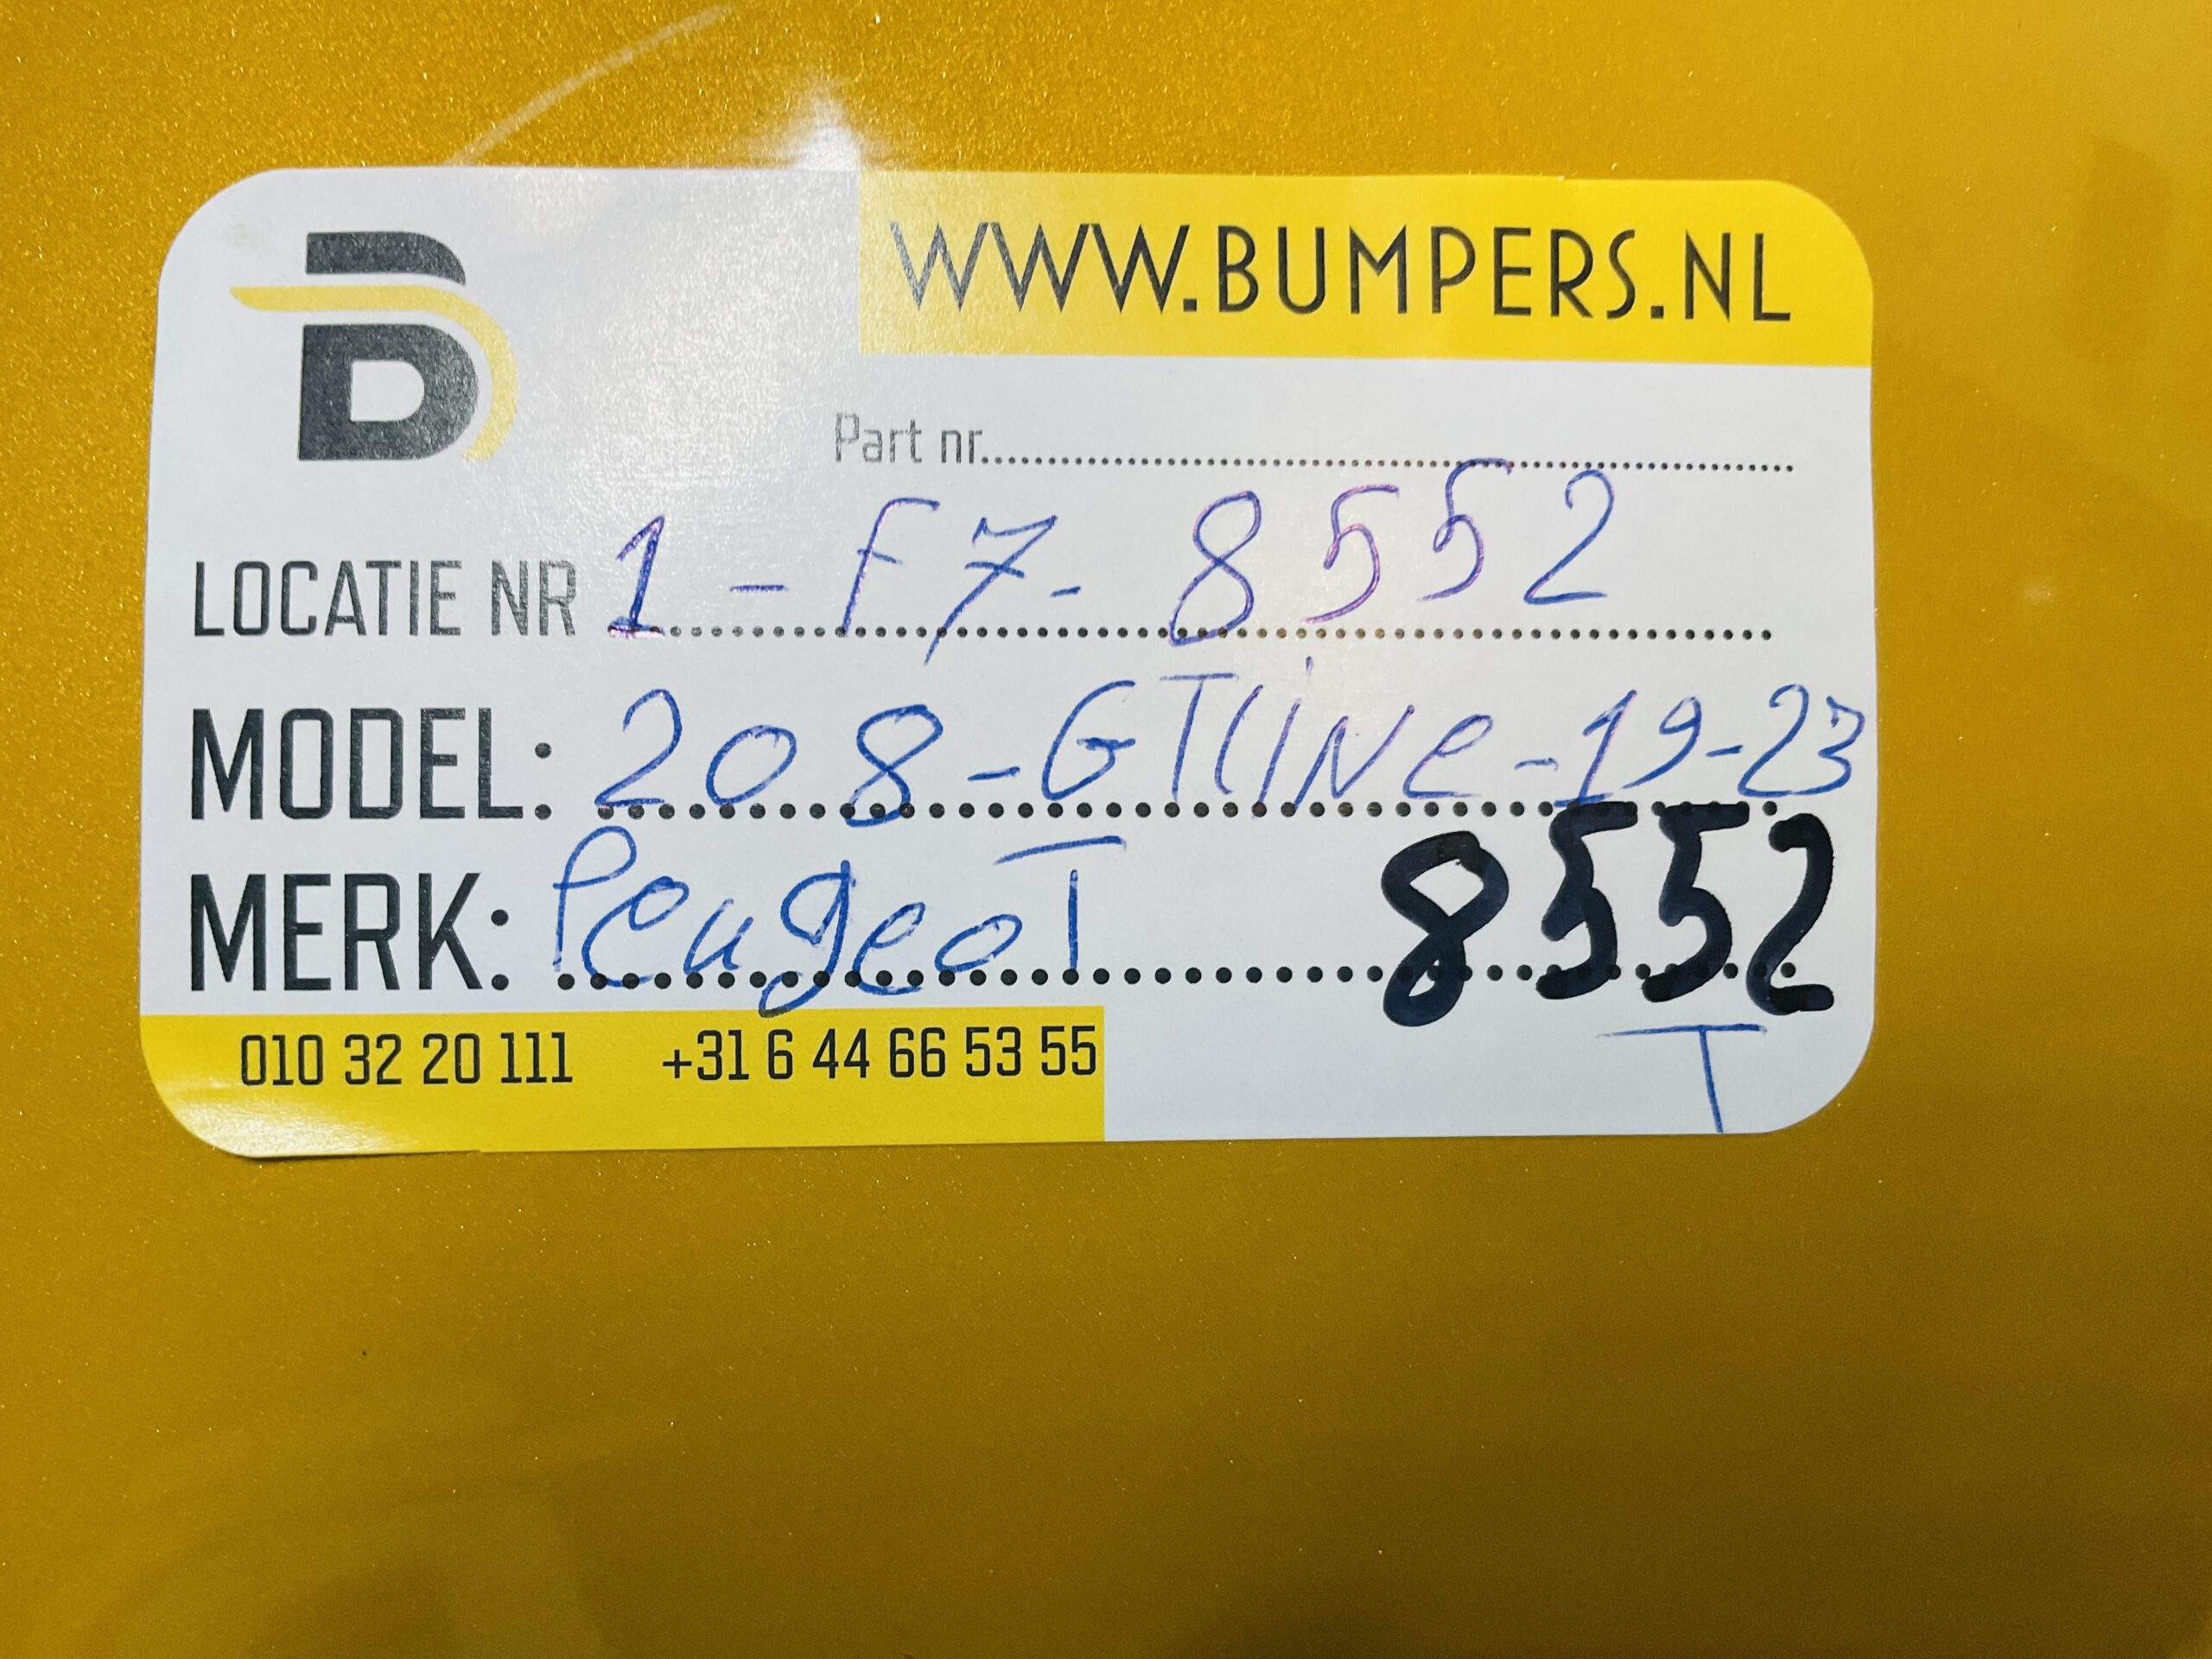 B
WWW.BUMPERS.NL
Part nr..........
LOCATIE NR 1-F7-8552
MODEL: 208-GTline-19-23
MERK: PeugeoT 8552
010 32 20 111 +31 6 44 66 53 55
T